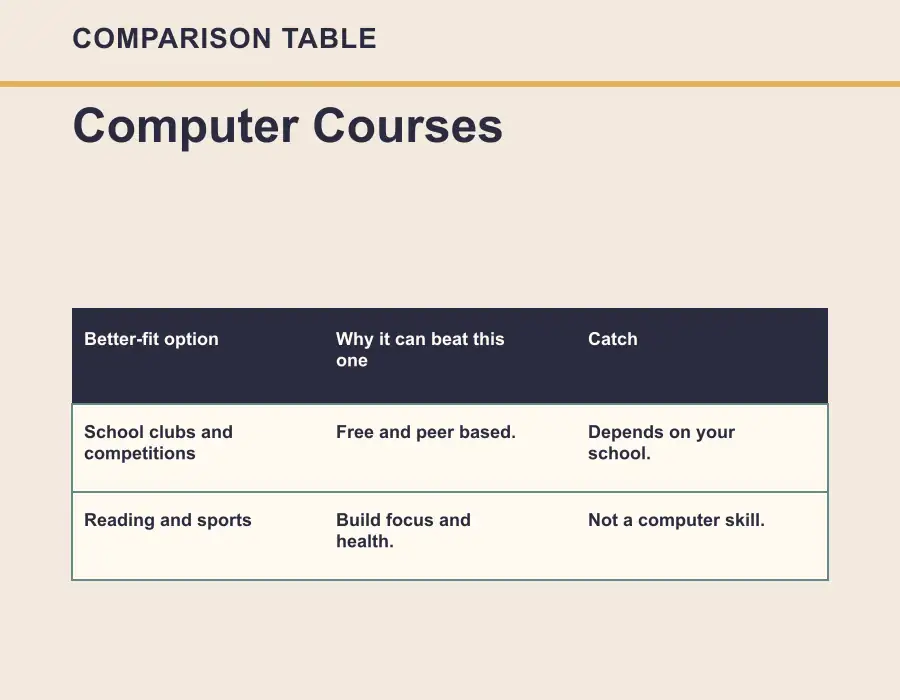 COMPARISON TABLE
Computer Courses
Better-fit option
Why it can beat this
one
Catch
School clubs and
competitions
Free and peer based.
Depends on your
school.
Reading and sports
Build focus and
health.
Not a computer skill.